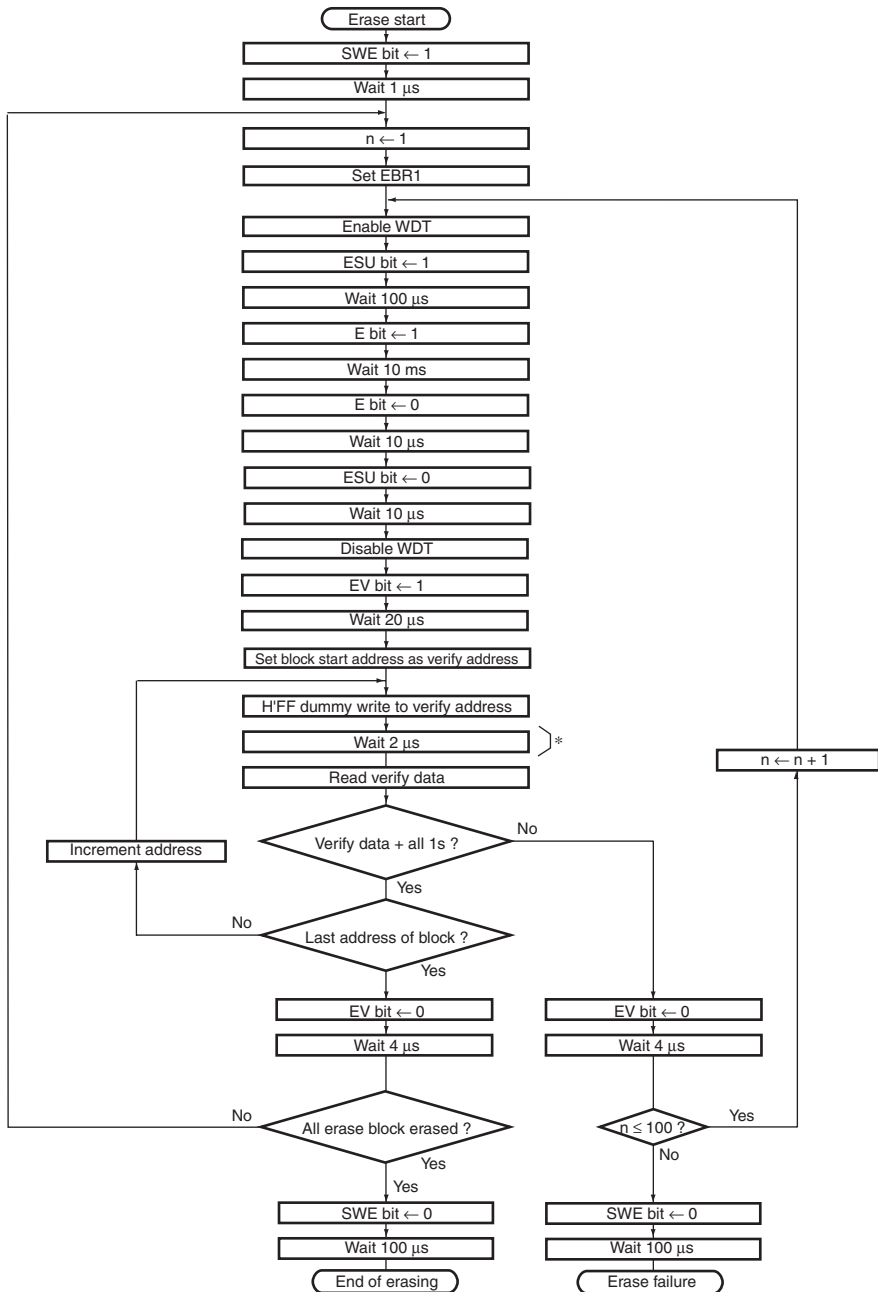 Erase start
SWE bit ← 1
Wait 1 μs
n ← 1
Set EBR1
Enable WDT
ESU bit ← 1
Wait 100 μs
E bit ← 1
Wait 10 ms
E bit ← 0
Wait 10 μs
ESU bit ← 0
Wait 10 μs
Disable WDT
EV bit ← 1
Wait 20 μs
Set block start address as verify address
H'FF dummy write to verify address
Wait 2 μs
*
n ← n + 1
Read verify data
Verify data + all 1s ?
No
Increment address
Yes
No
Last address of block ?
Yes
EV bit ← 0
EV bit ← 0
Wait 4 μs
Wait 4 μs
No
All erase block erased ?
n ≤ 100 ?
Yes
Yes
No
Yes
SWE bit ← 0
SWE bit ← 0
Wait 100 μs
Wait 100 μs
End of erasing
Erase failure